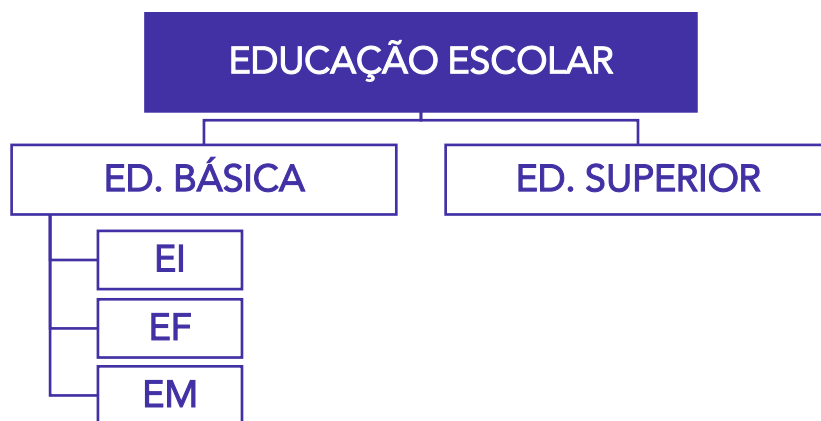 EDUCAÇÃO ESCOLAR
ED. BÁSICA
ED. SUPERIOR
EI
EF
EM